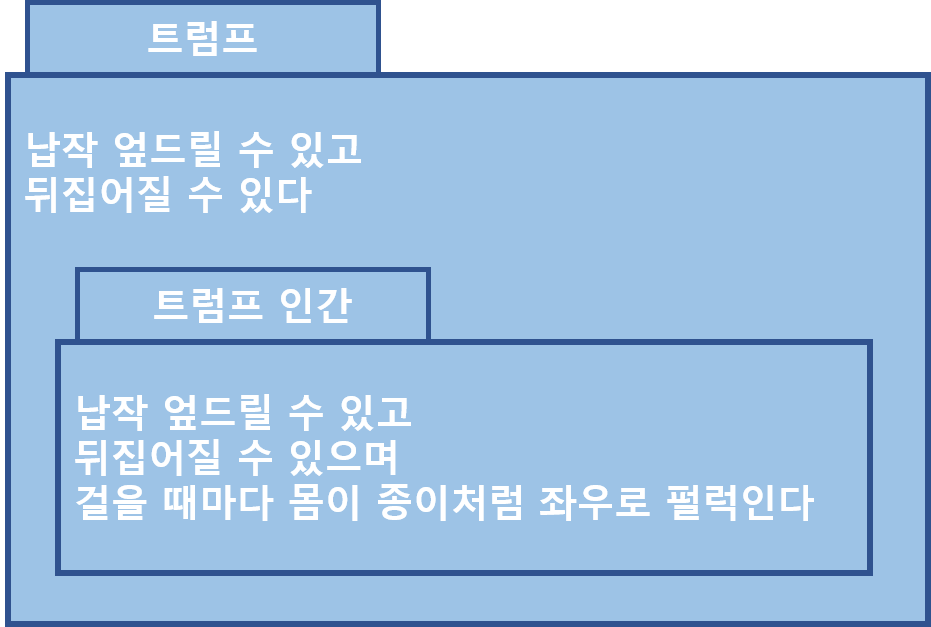 트럼프
납작 엎드릴 수 있고
뒤집어질 수 있다
트럼프 인간
납작 엎드릴 수 있고
뒤집어질 수 있으며
걸을 때마다 몸이 종이처럼 좌우로 펄럭인다